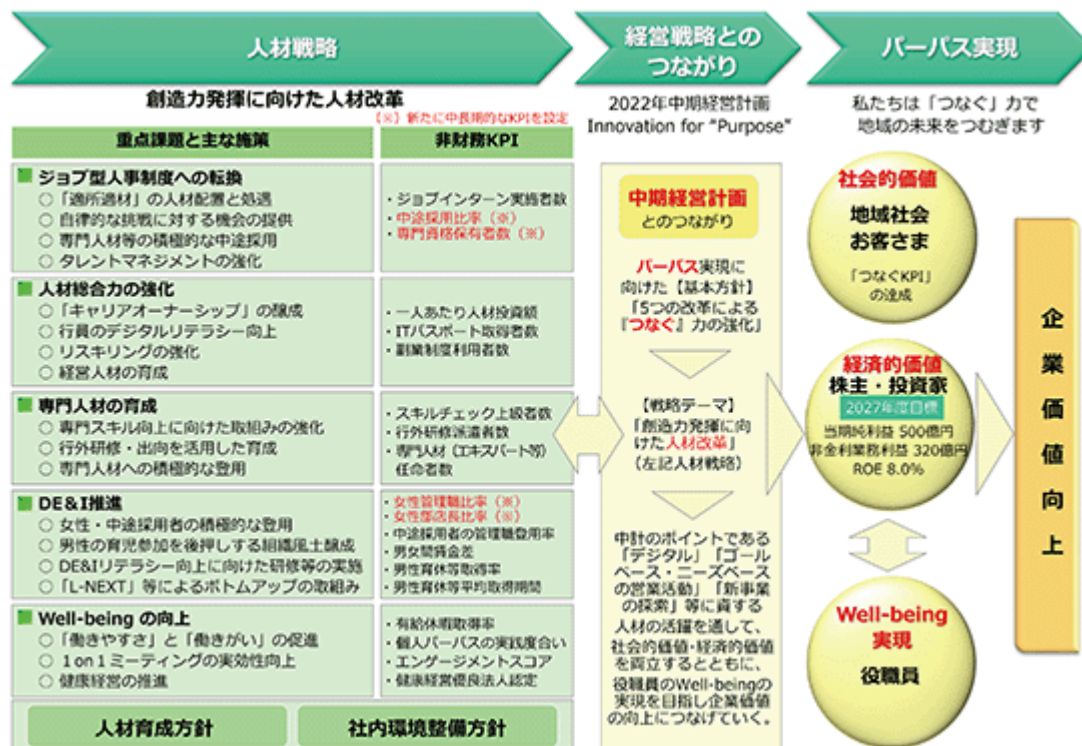 人材戦略
経営戦略との
つながり
パーパス実現
創造力発揮に向けた人材改革
（※）新たに中長期的なKPIを設定
重点課題と主な施策
非財務KPI
■ ジョブ型人事制度への転換
○「適所適材」の人材配置と処遇
○ 自律的な挑戦に対する機会の提供
○ 専門人材等の積極的な中途採用
○ タレントマネジメントの強化
・ジョブインターン実施者数
・中途採用比率（※）
・専門資格保有者数（※）
■ 人材総合力の強化
○「キャリアオーナーシップ」の醸成
○ 行員のデジタルリテラシー向上
○ リスキリングの強化
○ 経営人材の育成
・一人あたり人材投資額
・ITパスポート取得者数
・副業制度利用者数
■ 専門人材の育成
○ 専門スキル向上に向けた取組みの強化
○ 行外研修・出向を活用した育成
○ 専門人材への積極的な登用
・スキルチェック上級者数
・行外研修派遣者数
・専門人材（エキスパート等）
任命者数
■ DE&I推進
○ 女性・中途採用者の積極的な登用
○ 男性の育児参加を後押しする組織風土醸成
○ DE&Iリテラシー向上に向けた研修等の実施
○「L-NEXT」等によるボトムアップの取組み
・女性管理職比率（※）
・女性部店長比率（※）
・中途採用者の管理職登用率
・男女間賃金差
・男性育休等取得率
・男性育休等平均取得期間
■ Well-being の向上
○「働きやすさ」と「働きがい」の促進
○ 1on1ミーティングの実効性向上
○ 健康経営の推進
・有給休暇取得率
・個人パーパスの実践度合い
・エンゲージメントスコア
・健康経営優良法人認定
人材育成方針
社内環境整備方針
2022年中期経営計画
Innovation for “Purpose”
中期経営計画
とのつながり
パーパス実現に
向けた【基本方針】
「5つの改革による
『つなぐ』力の強化」
【戦略テーマ】
「創造力発揮に向
けた人材改革」
（左記人材戦略）
中計のポイントである
「デジタル」「ゴール
ベース・ニーズベース
の営業活動」「新事業
の探索」等に資する
人材の活躍を通して、
社会的価値・経済的価値
を両立するとともに、
役職員のWell-beingの
実現を目指し企業価値
の向上につなげていく。
私たちは「つなぐ」力で
地域の未来をつむぎます
社会的価値
地域社会
お客さま
「つなぐKPI」
の達成
経済的価値
株主・投資家
2027年度目標
当期純利益 500億円
非金利業務利益 320億円
ROE 8.0%
Well-being
実現
役職員
企業価値向上